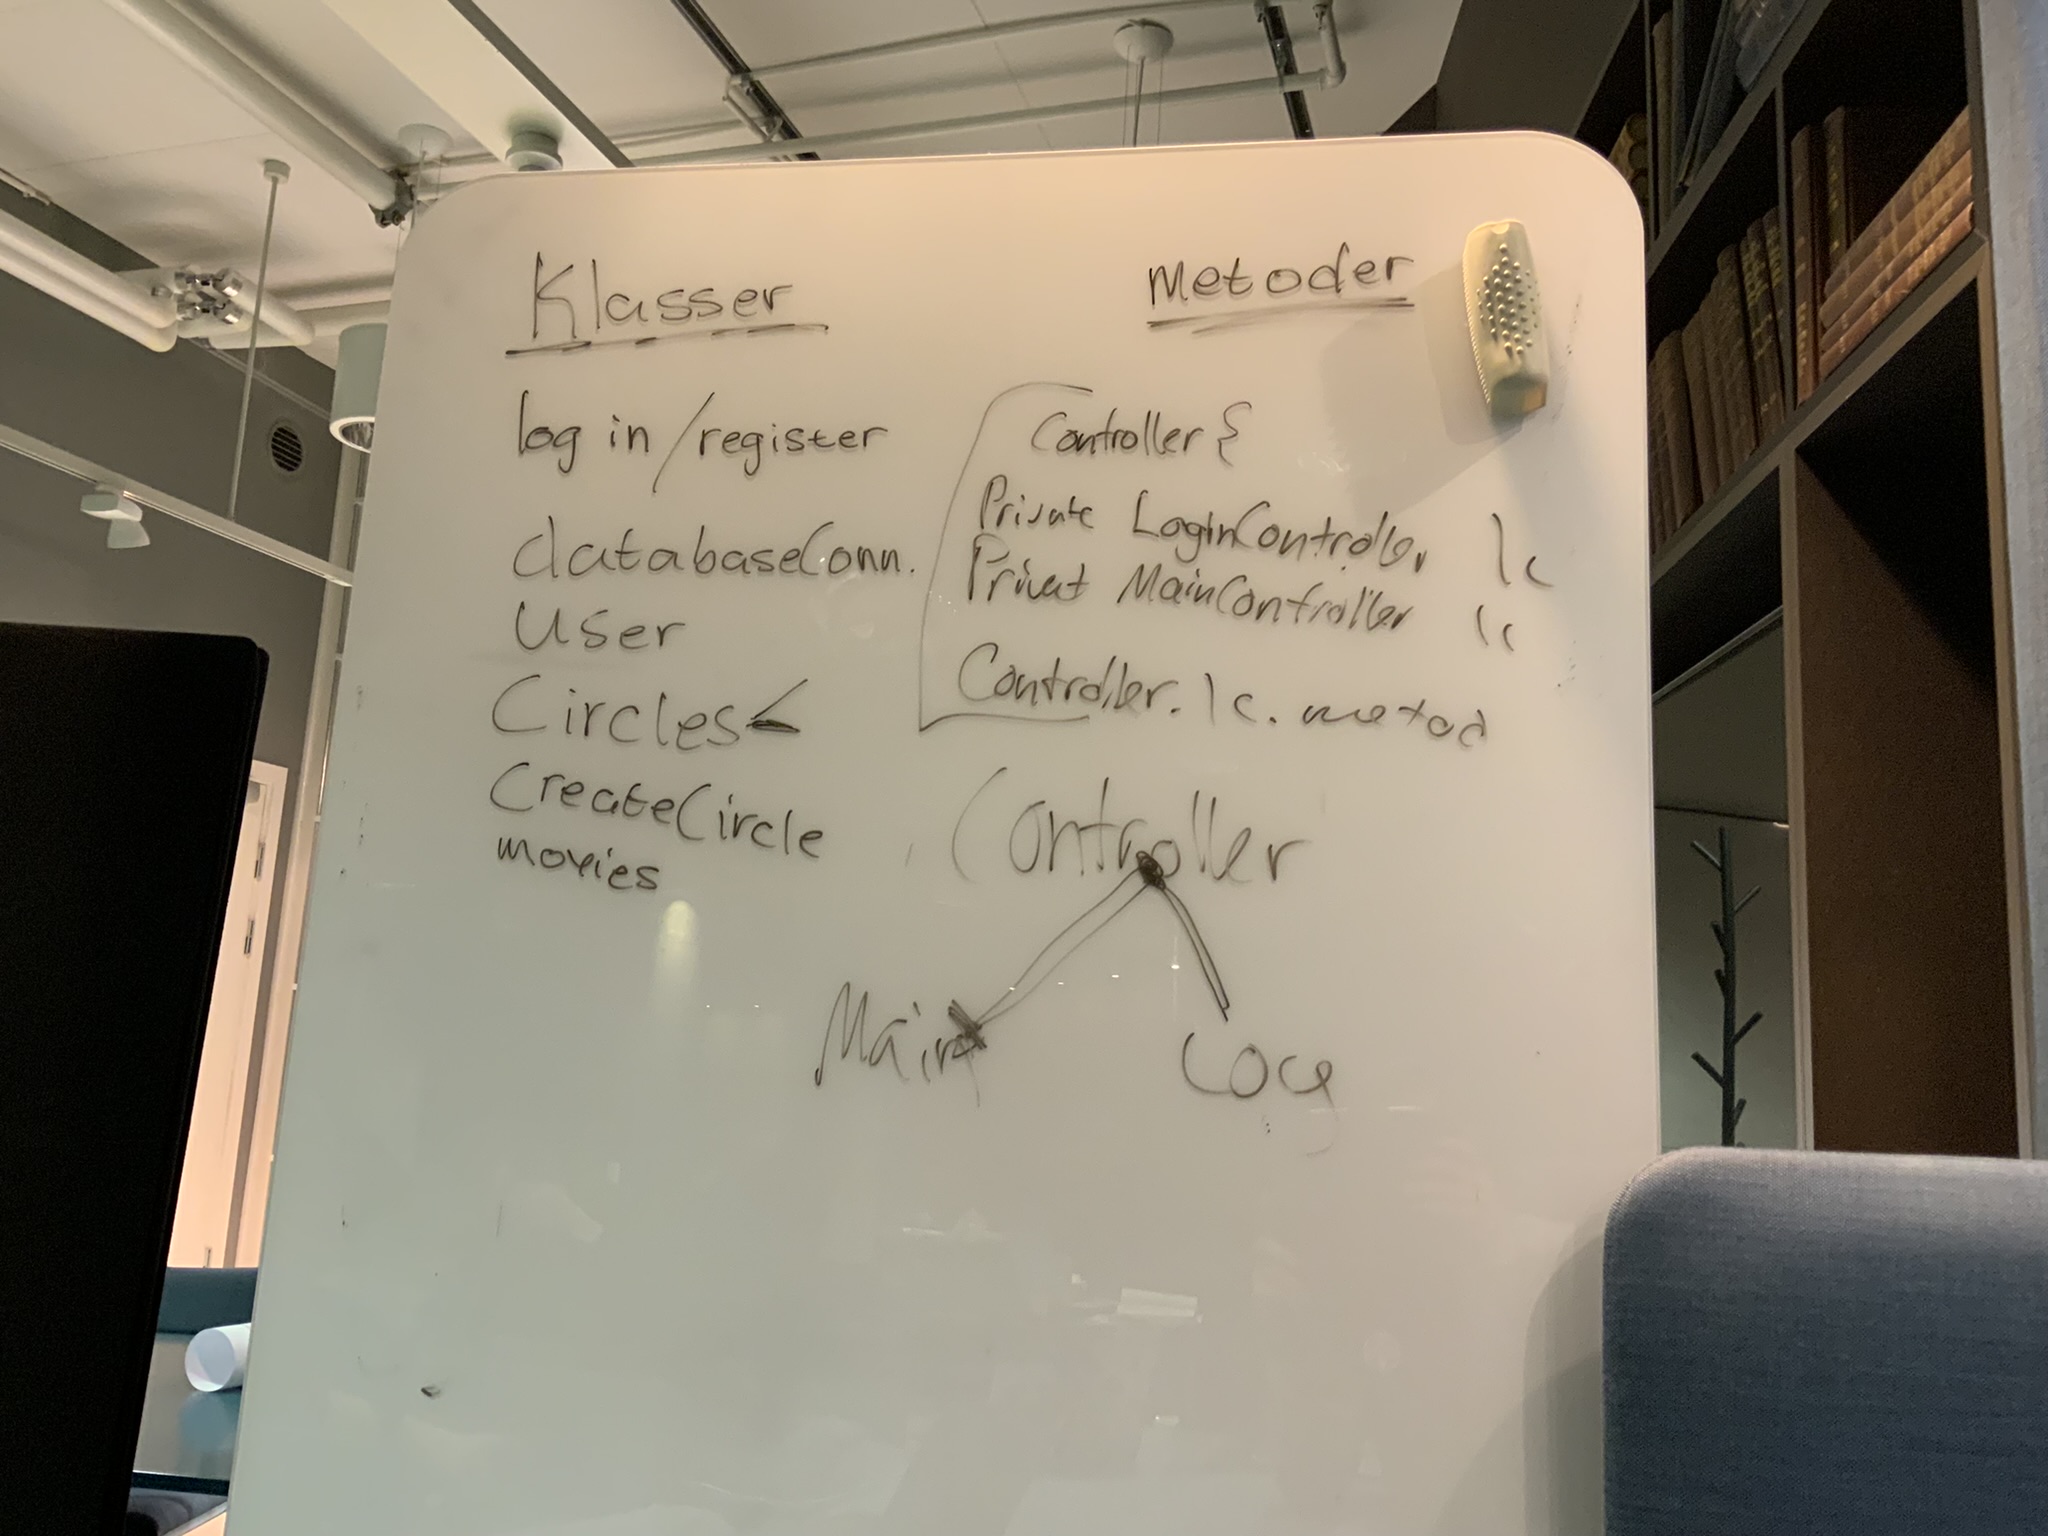 Klasser
log in/register
databaseConn.
User
Circles
CreateCircle
movies
metoder
Controller {
Private LoginController lc
Privat MainController lc
Controller.lc.metod
Controller
Main
Log